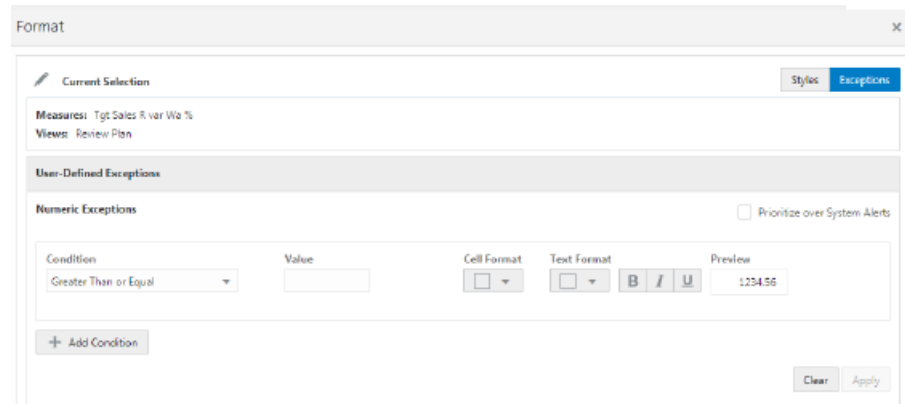 Format
Current Selection
Styles
Exceptions
Measures: Tgt Sales R var Wa %
Views: Review Plan
User-Defined Exceptions
Numeric Exceptions
Prioritize over System Alerts
Condition
Value
Cell Format
Text Format
Preview
Greater Than or Equal
B I U
1234.56
+ Add Condition
Clear
Apply